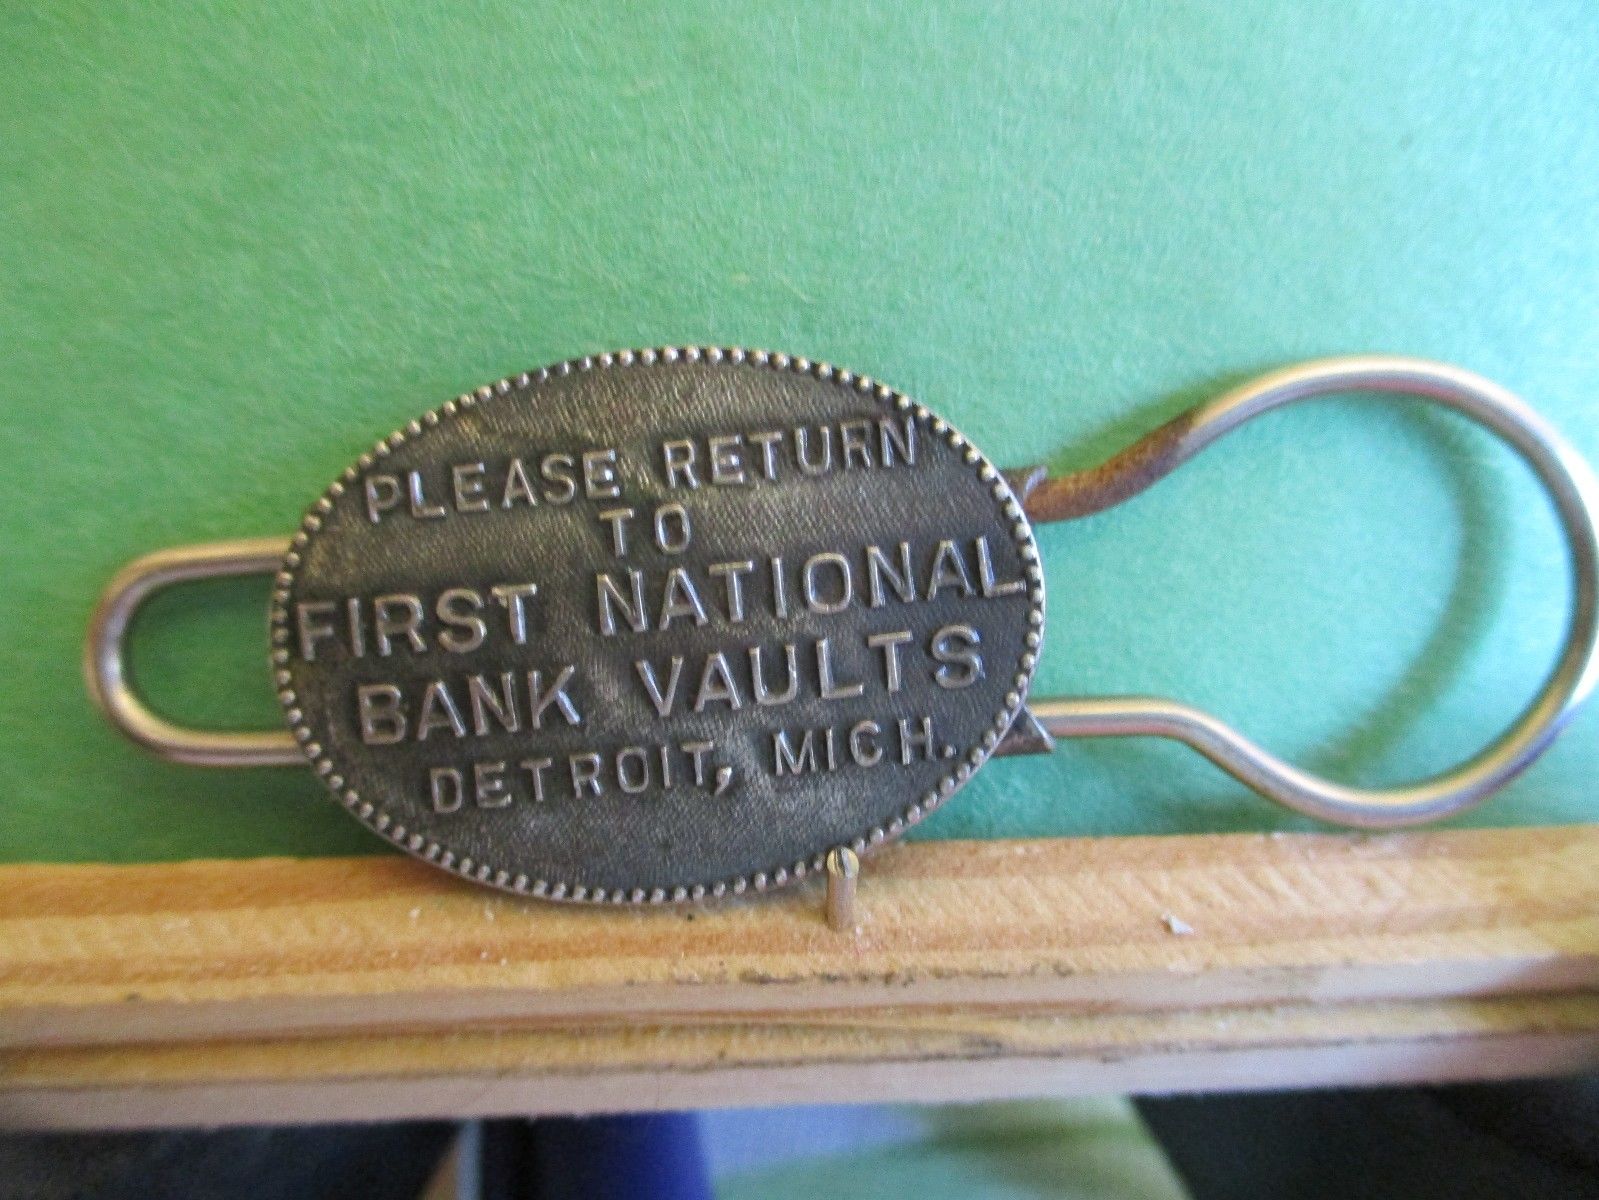 PLEASE RETURN
TO
FIRST NATIONAL
BANK VAULTS
DETROIT, MICH.